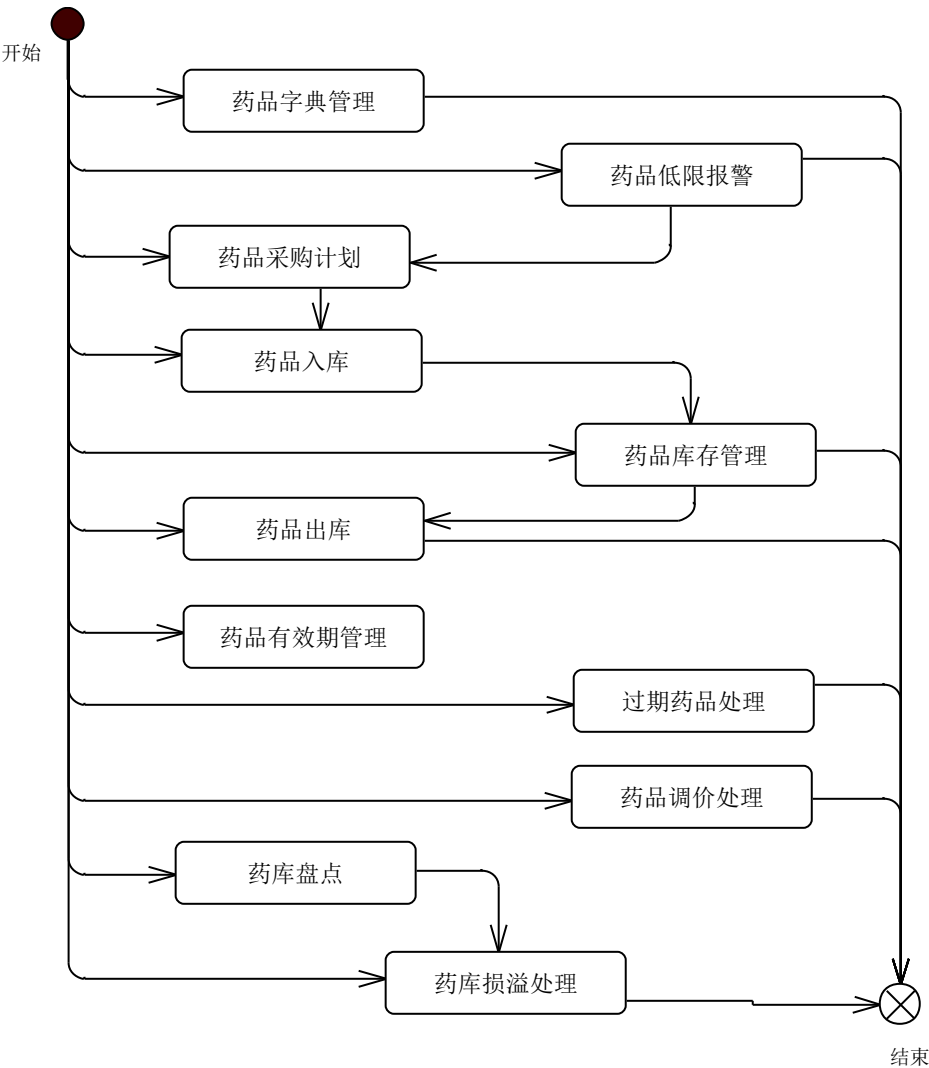 开始
药品字典管理
药品低限报警
药品采购计划
药品入库
药品库存管理
药品出库
药品有效期管理
过期药品处理
药品调价处理
药库盘点
药库损溢处理
结束